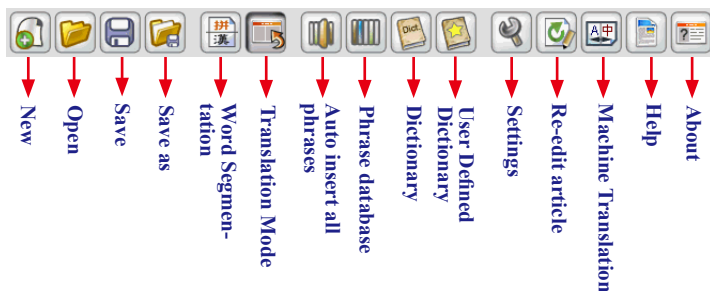 拼
漢
Dict.
A 中
?
New
Open
Save
Save as
Word Segmen-
tation
Translation Mode
Auto insert all
phrases
Phrase database
Dictionary
User Defined
Dictionary
Settings
Re-edit article
Machine Translation
Help
About